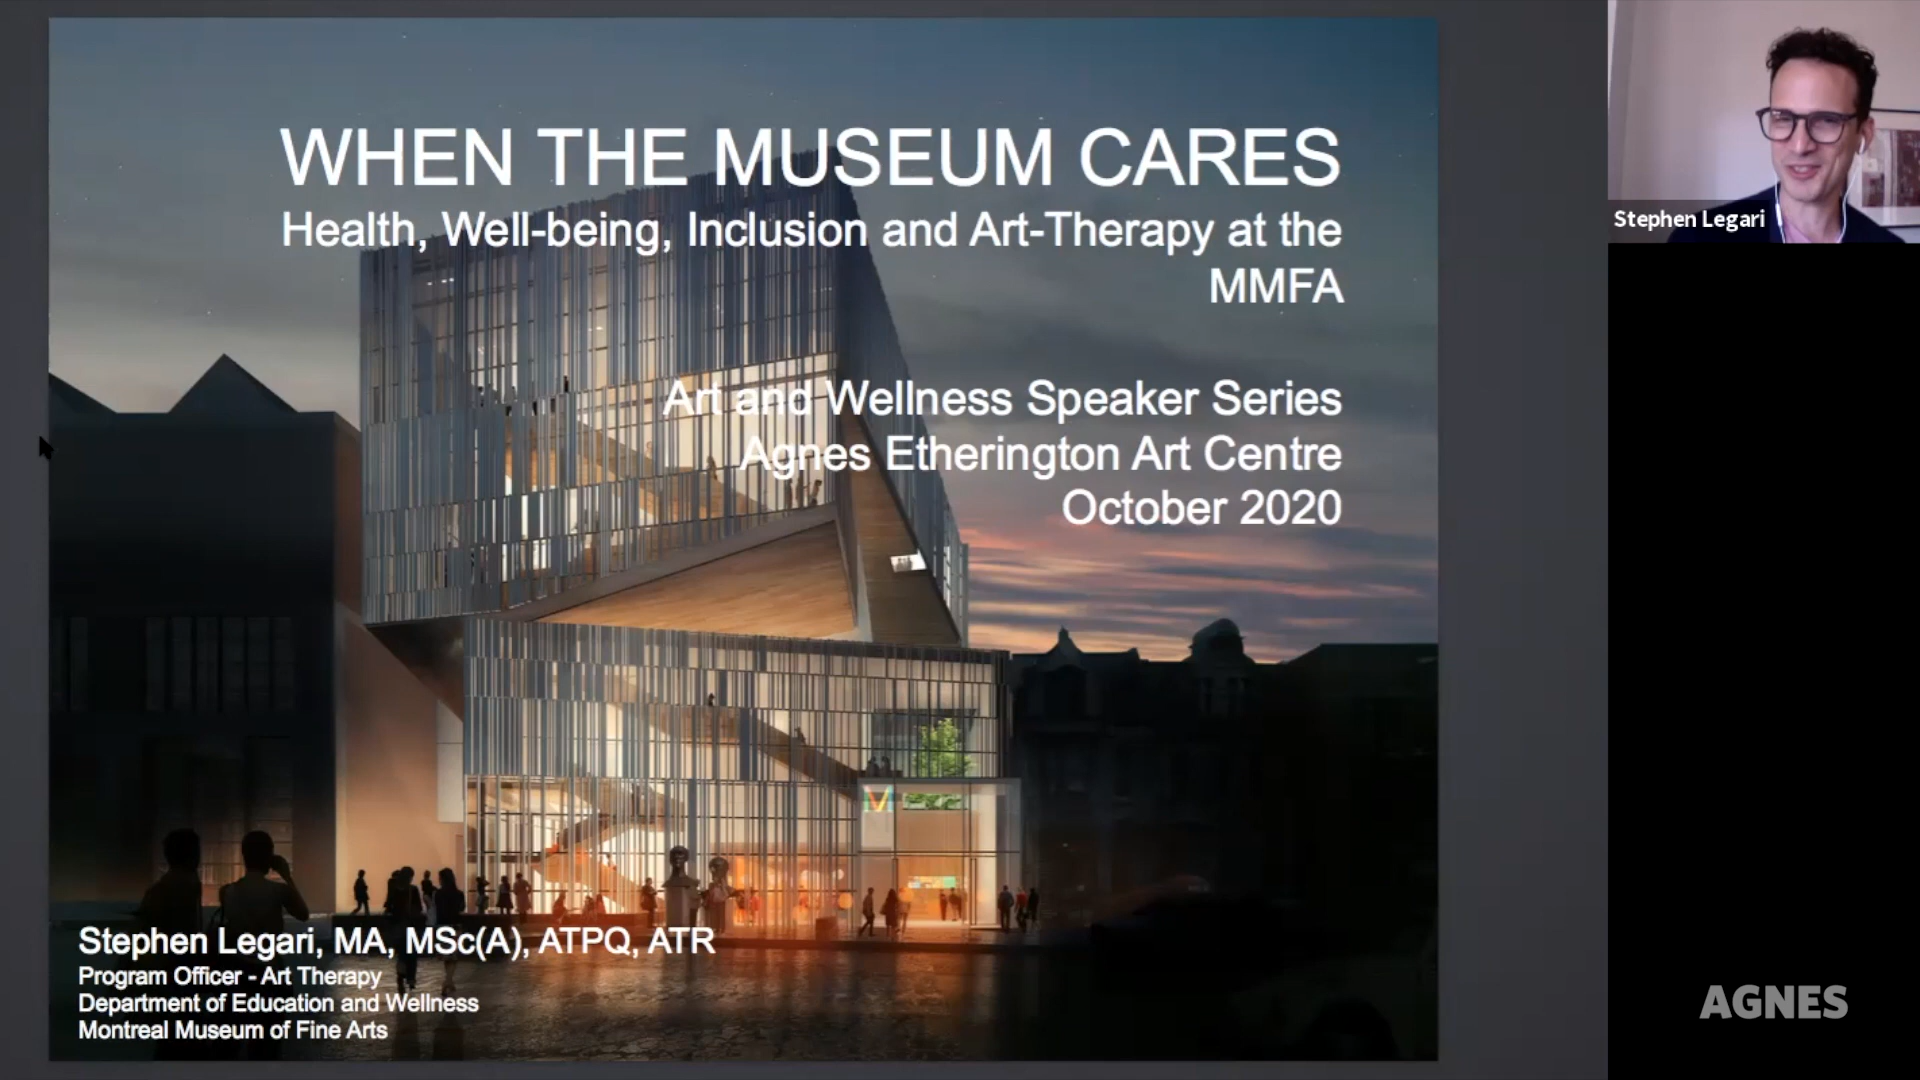 WHEN THE MUSEUM CARES
Health, Well-being, Inclusion and Art-Therapy at the
MMFA
Art and Wellness Speaker Series
Agnes Etherington Art Centre
October 2020
Stephen Legari, MA, MSc(A), ATPQ, ATR
Program Officer - Art Therapy
Department of Education and Wellness
Montreal Museum of Fine Arts
Stephen Legari
AGNES
M